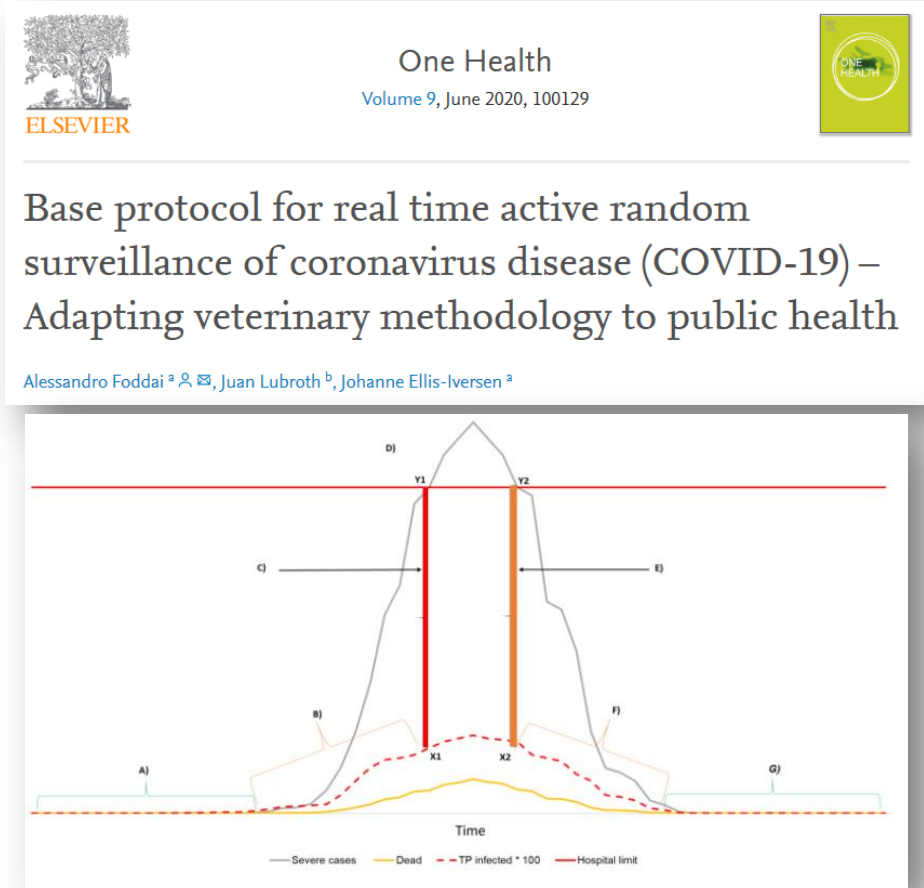 ELSEVIER
One Health
Volume 9, June 2020, 100129
ONE
HEALTH
Base protocol for real time active random
surveillance of coronavirus disease (COVID-19) –
Adapting veterinary methodology to public health
Alessandro Foddai a, Juan Lubroth b, Johanne Ellis-Iversen a
D)
Y1
Y2
C)
E)
B)
F)
X1
X2
A)
G)
Time
Severe cases
Dead
TP infected * 100
Hospital limit